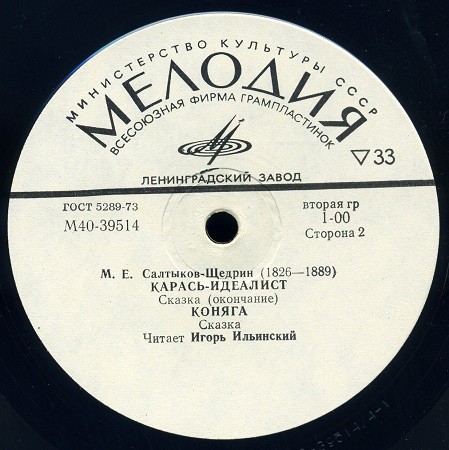 МИНИСТЕРСТВО КУЛЬТУРЫ СССР
МЕЛОДИЯ
ВСЕСОЮЗНАЯ ФИРМА ГРАМПЛАСТИНОК
▽33
ЛЕНИНГРАДСКИЙ ЗАВОД
ГОСТ 5289-73
М40-39514
вторая гр
1-00
Сторона 2
М. Е. Салтыков-Щедрин (1826—1889)
КАРАСЬ-ИДЕАЛИСТ
Сказка (окончание)
КОНЯГА
Сказка
Читает Игорь Ильинский